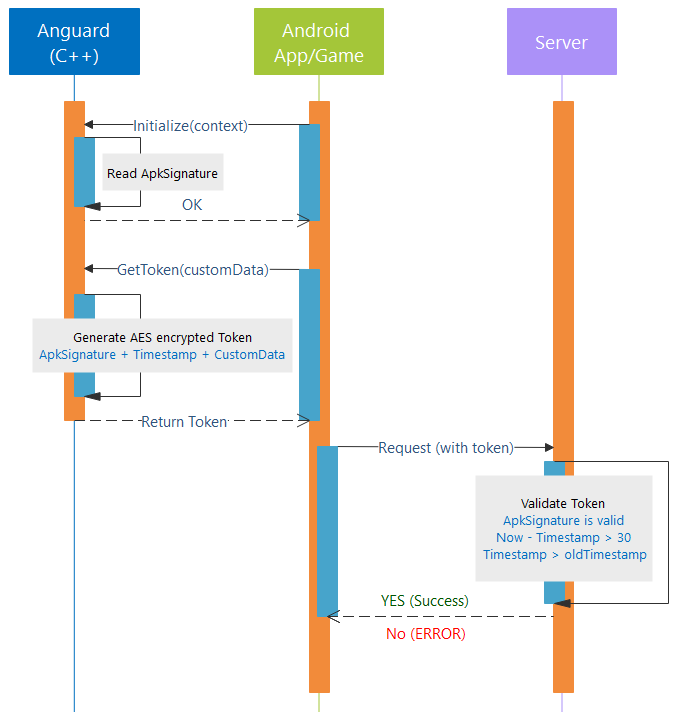 Anguard
(C++)
Android
App/Game
Server
Initialize(context)
Read ApkSignature
OK
GetToken(customData)
Generate AES encrypted Token
ApkSignature + Timestamp + CustomData
Return Token
Request (with token)
Validate Token
ApkSignature is valid
Now - Timestamp > 30
Timestamp > oldTimestamp
YES (Success)
No (ERROR)